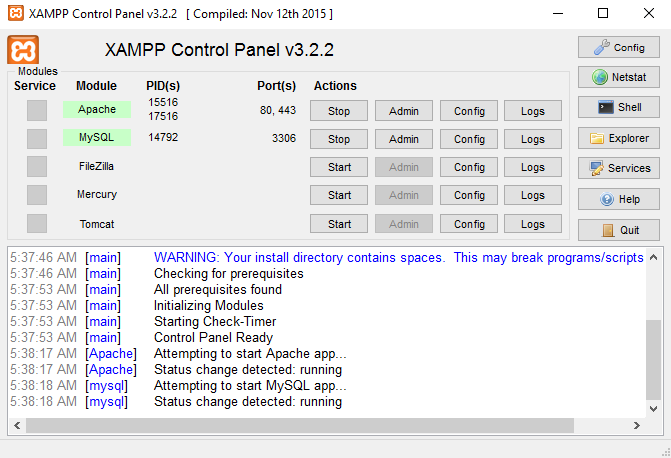 XAMPP Control Panel v3.2.2 [ Compiled: Nov 12th 2015 ]
XAMPP Control Panel v3.2.2
Config
Modules
Service Module PID(s) Port(s) Actions
Netstat
Apache 15516 17516 80, 443 Stop Admin Config Logs
Shell
MySQL 14792 3306 Stop Admin Config Logs
Explorer
FileZilla Start Admin Config Logs
Services
Mercury Start Admin Config Logs
Help
Tomcat Start Admin Config Logs
Quit
5:37:46 AM [main] WARNING: Your install directory contains spaces. This may break programs/scripts
5:37:46 AM [main] Checking for prerequisites
5:37:53 AM [main] All prerequisites found
5:37:53 AM [main] Initializing Modules
5:37:53 AM [main] Starting Check-Timer
5:37:53 AM [main] Control Panel Ready
5:38:17 AM [Apache] Attempting to start Apache app...
5:38:17 AM [Apache] Status change detected: running
5:38:18 AM [mysql] Attempting to start MySQL app...
5:38:18 AM [mysql] Status change detected: running